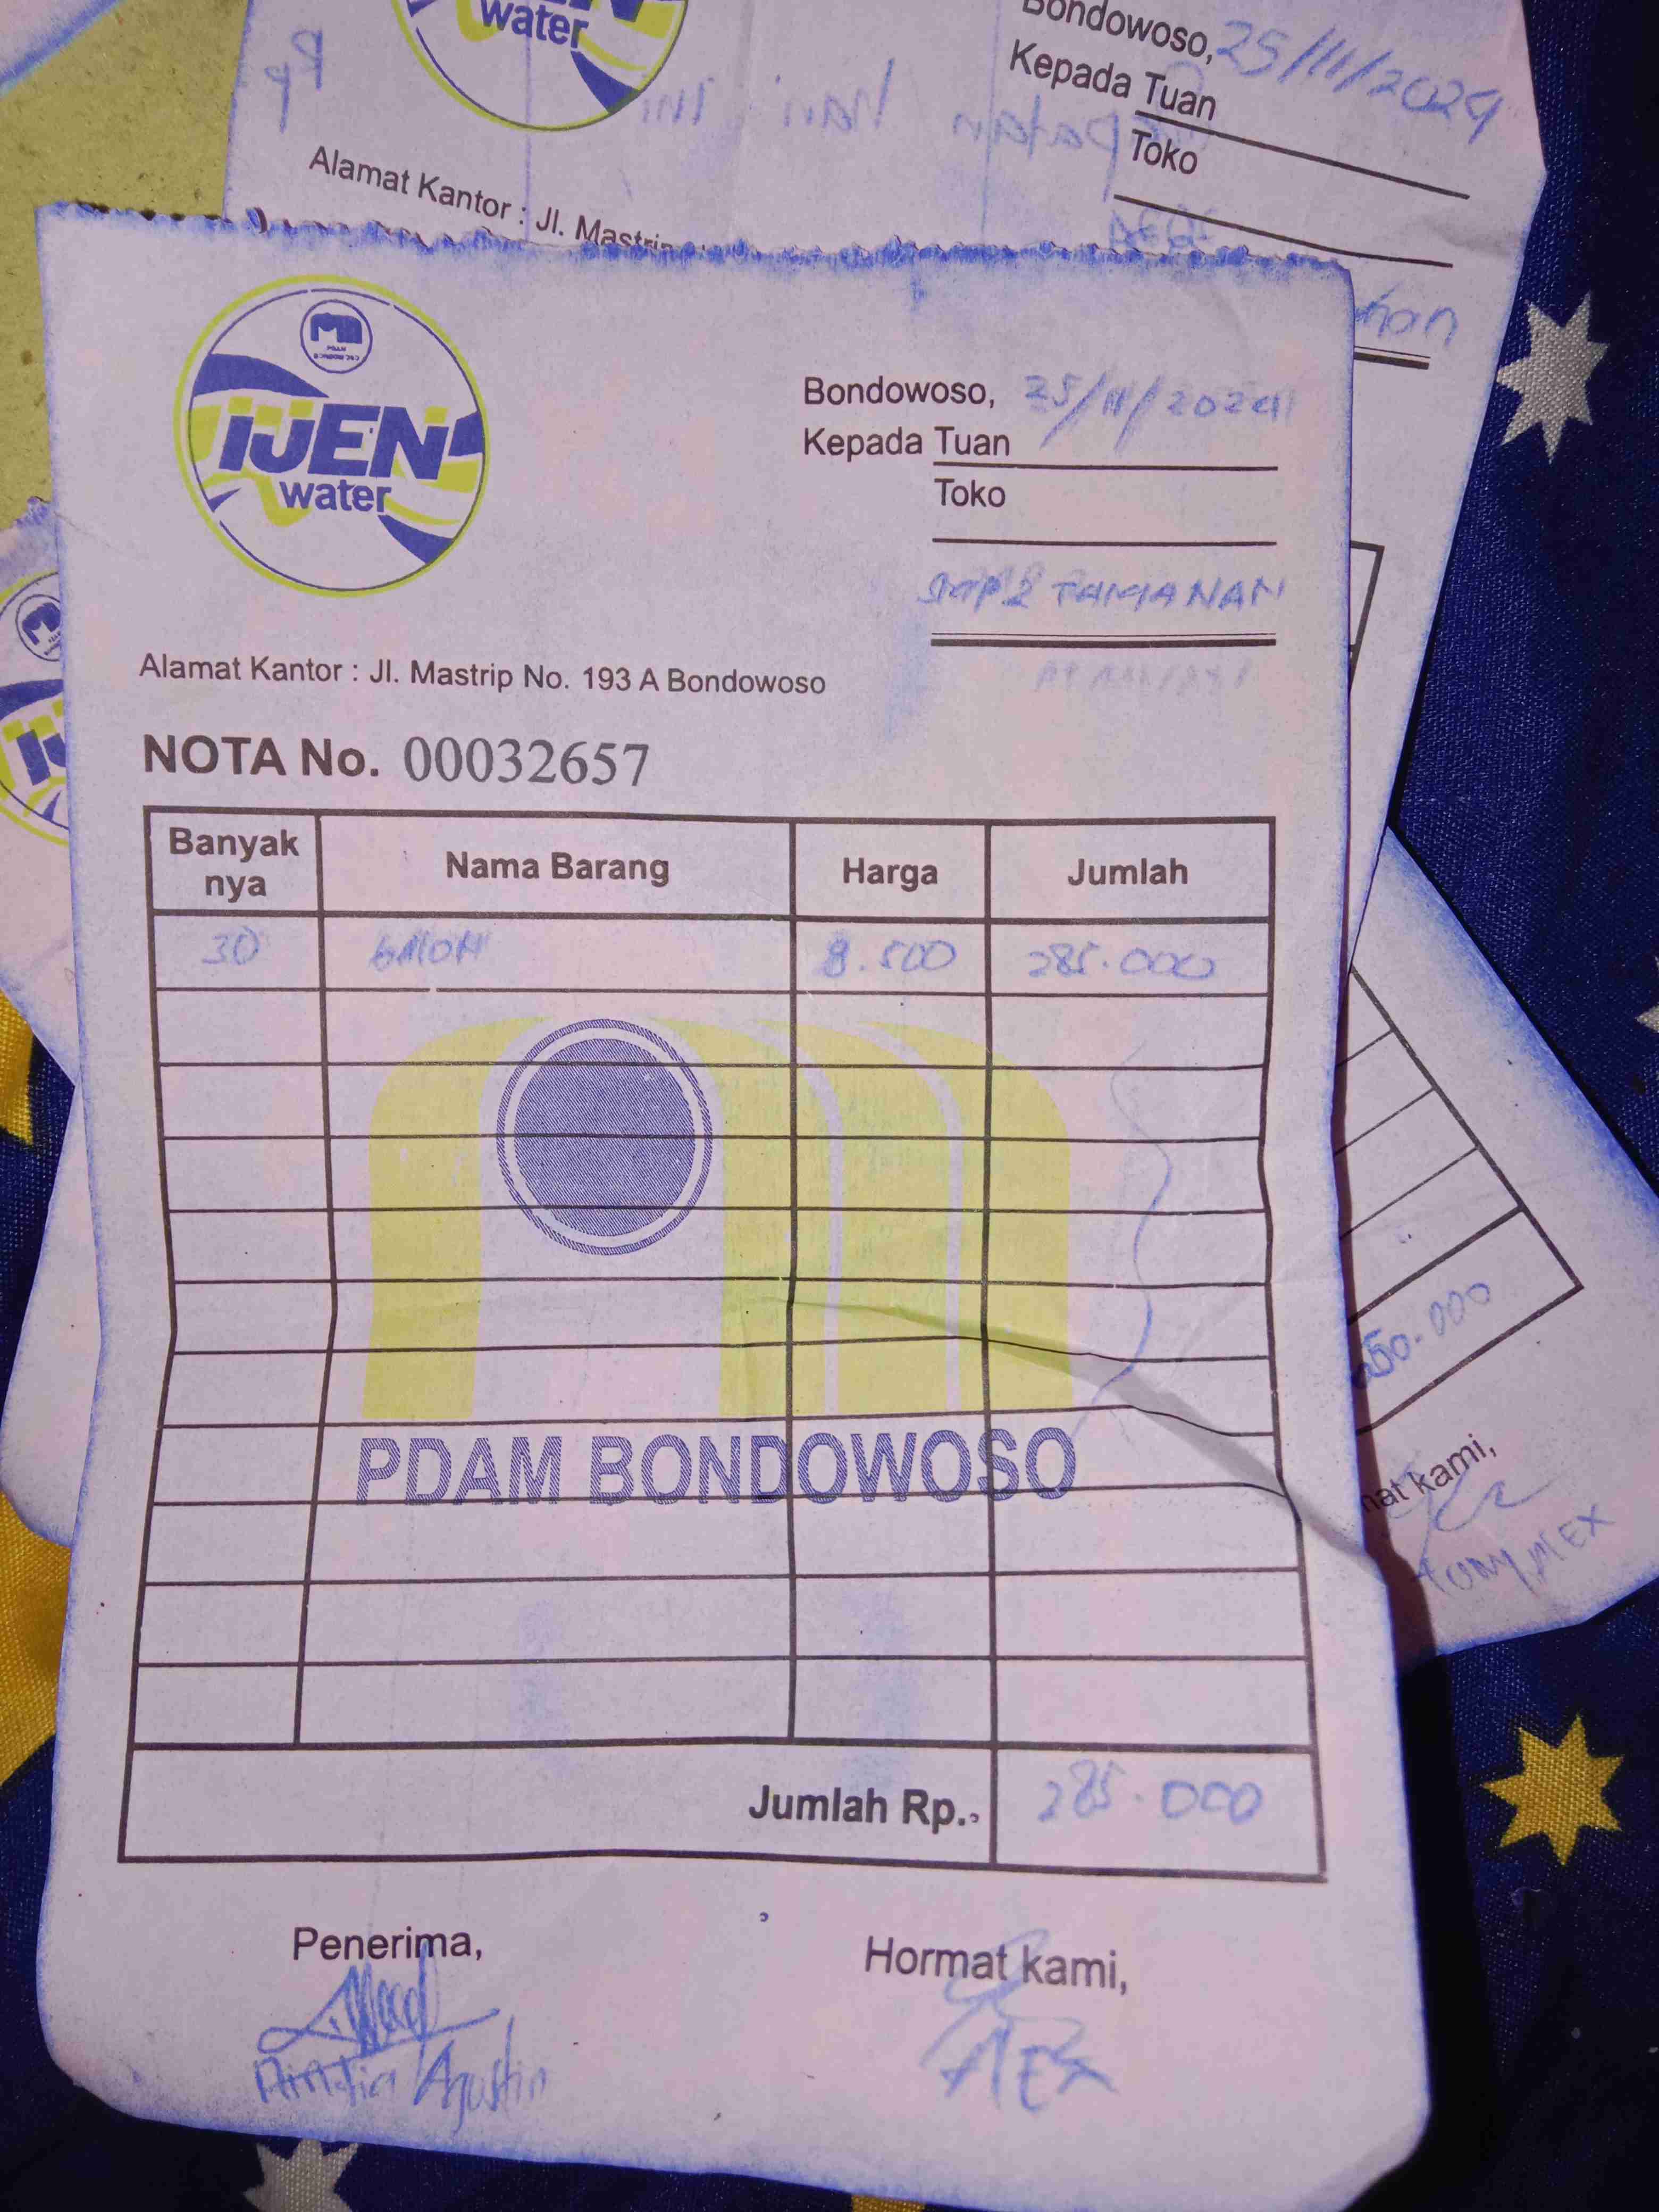 water
Bondowoso, 25/11/2024
Kepada Tuan
Toko
Alamat Kantor : Jl. Mastrip
IJEN
water
PDAM
Bondowoso, 25/11/2024
Kepada Tuan
Toko
SMP 2 TAMANAN
Alamat Kantor : Jl. Mastrip No. 193 A Bondowoso
NOTA No. 00032657
Banyak nya Nama Barang Harga Jumlah
30 GALON 8.500 285.000
PDAM BONDOWOSO
Jumlah Rp. 285.000
Penerima, Hormat kami,
Agustin ALEX
50.000
mat kami,